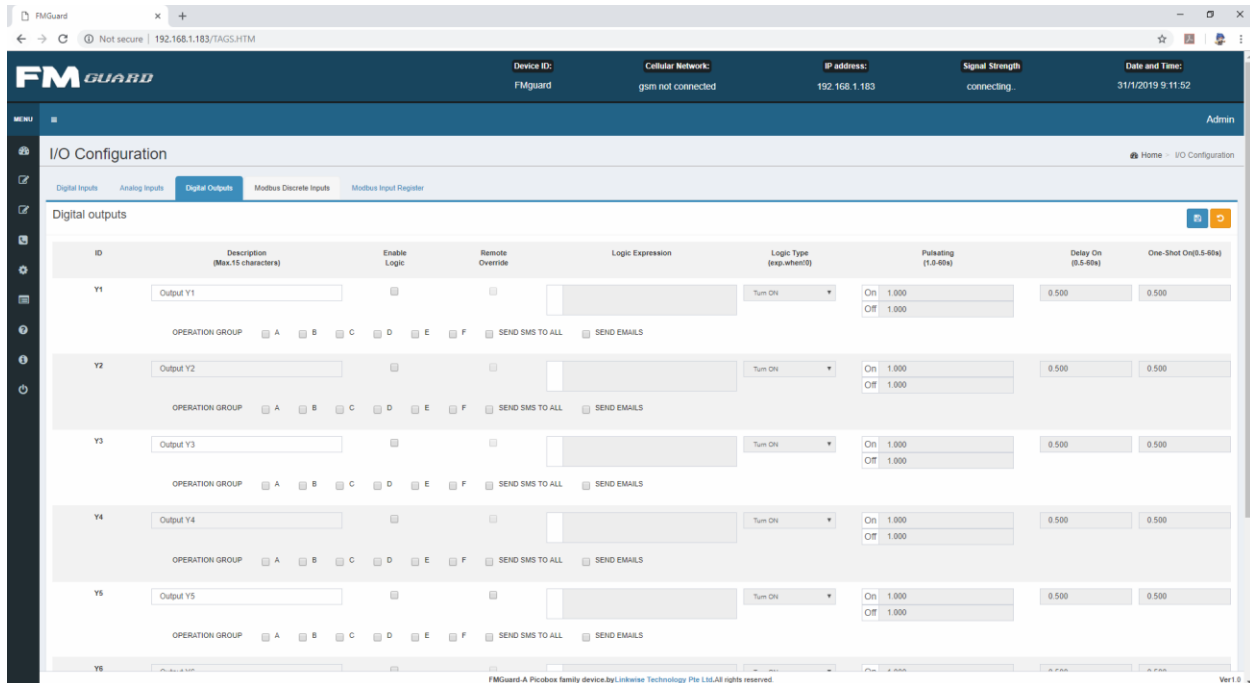 FMGuard
Not secure | 192.168.1.183/TAGS.HTM
FM GUARD
Device ID: Cellular Network: IP address: Signal Strength Date and Time:
FMguard gsm not connected 192.168.1.183 connecting.. 31/1/2019 9:11:52
MENU Admin
I/O Configuration Home > I/O Configuration
Digital Inputs Analog Inputs Digital Outputs Modbus Discrete Inputs Modbus Input Register
Digital outputs
ID Description Enable Remote Logic Expression Logic Type Pulsating Delay On One-Shot On(0.5-60s)
(Max.15 characters) Logic Override (exp.when!0) (1.0-60s) (0.5-60s)
Y1 Output Y1 Turn ON On 1.000 0.500 0.500
Off 1.000
OPERATION GROUP A B C D E F SEND SMS TO ALL SEND EMAILS
Y2 Output Y2 Turn ON On 1.000 0.500 0.500
Off 1.000
OPERATION GROUP A B C D E F SEND SMS TO ALL SEND EMAILS
Y3 Output Y3 Turn ON On 1.000 0.500 0.500
Off 1.000
OPERATION GROUP A B C D E F SEND SMS TO ALL SEND EMAILS
Y4 Output Y4 Turn ON On 1.000 0.500 0.500
Off 1.000
OPERATION GROUP A B C D E F SEND SMS TO ALL SEND EMAILS
Y5 Output Y5 Turn ON On 1.000 0.500 0.500
Off 1.000
OPERATION GROUP A B C D E F SEND SMS TO ALL SEND EMAILS
Y6
FMGuard-A Picobox family device.by Linkwise Technology Pte Ltd.All rights reserved. Ver1.0